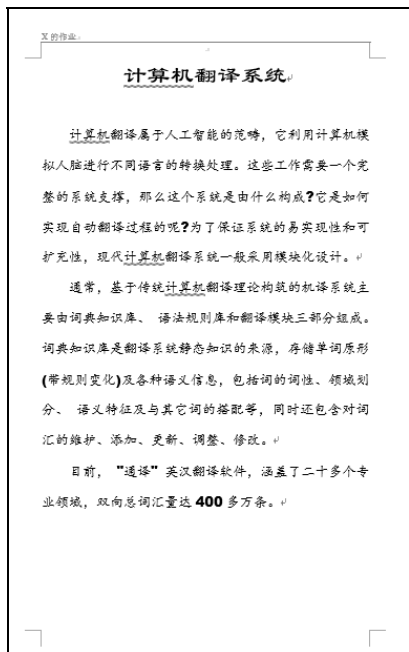 X 的作业
计算机翻译系统
计算机翻译属于人工智能的范畴，它利用计算机模
拟人脑进行不同语言的转换处理。这些工作需要一个完
整的系统支撑，那么这个系统是由什么构成?它是如何
实现自动翻译过程的呢?为了保证系统的易实现性和可
扩充性，现代计算机翻译系统一般采用模块化设计。
通常，基于传统计算机翻译理论构筑的机译系统主
要由词典知识库、 语法规则库和翻译模块三部分组成。
词典知识库是翻译系统静态知识的来源，存储单词原形
(带规则变化)及各种语义信息，包括词的词性、领域划
分、 语义特征及与其它词的搭配等，同时还包含对词
汇的维护、添加、更新、调整、修改。
目前， "通译" 英汉翻译软件，涵盖了二十多个专
业领域，双向总词汇量达 400 多万条。